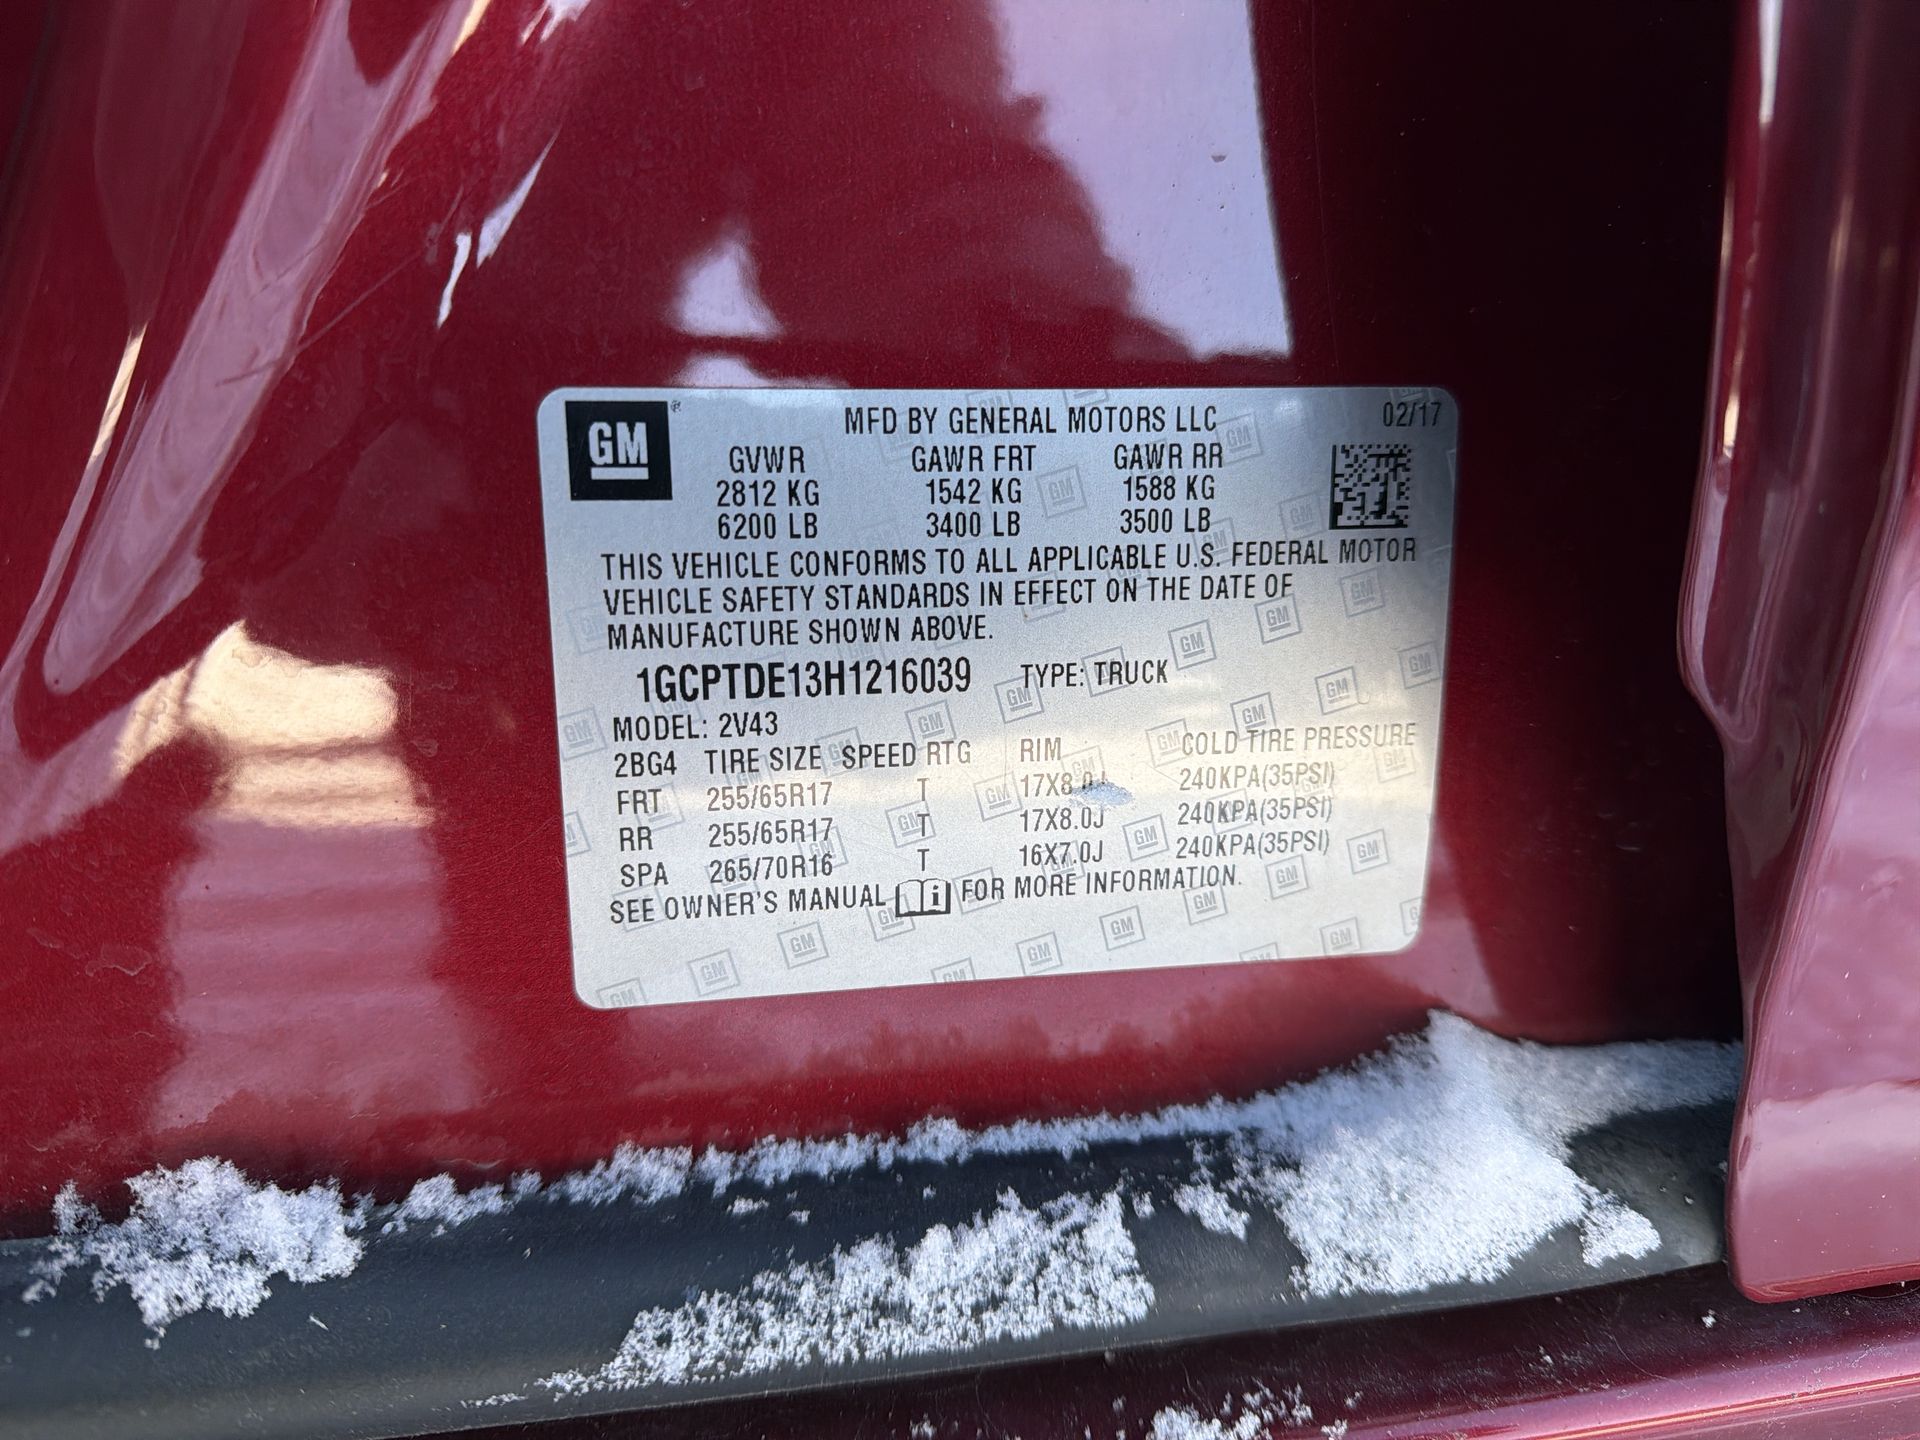 GM ®
MFD BY GENERAL MOTORS LLC 02/17
GVWR GAWR FRT GAWR RR
2812 KG 1542 KG 1588 KG
6200 LB 3400 LB 3500 LB
THIS VEHICLE CONFORMS TO ALL APPLICABLE U.S. FEDERAL MOTOR
VEHICLE SAFETY STANDARDS IN EFFECT ON THE DATE OF
MANUFACTURE SHOWN ABOVE.
1GCPTDE13H1216039 TYPE: TRUCK
MODEL: 2V43
2BG4 TIRE SIZE SPEED RTG RIM COLD TIRE PRESSURE
FRT 255/65R17 T 17X8.0J 240KPA(35PSI)
RR 255/65R17 T 17X8.0J 240KPA(35PSI)
SPA 265/70R16 T 16X7.0J 240KPA(35PSI)
SEE OWNER'S MANUAL i FOR MORE INFORMATION.